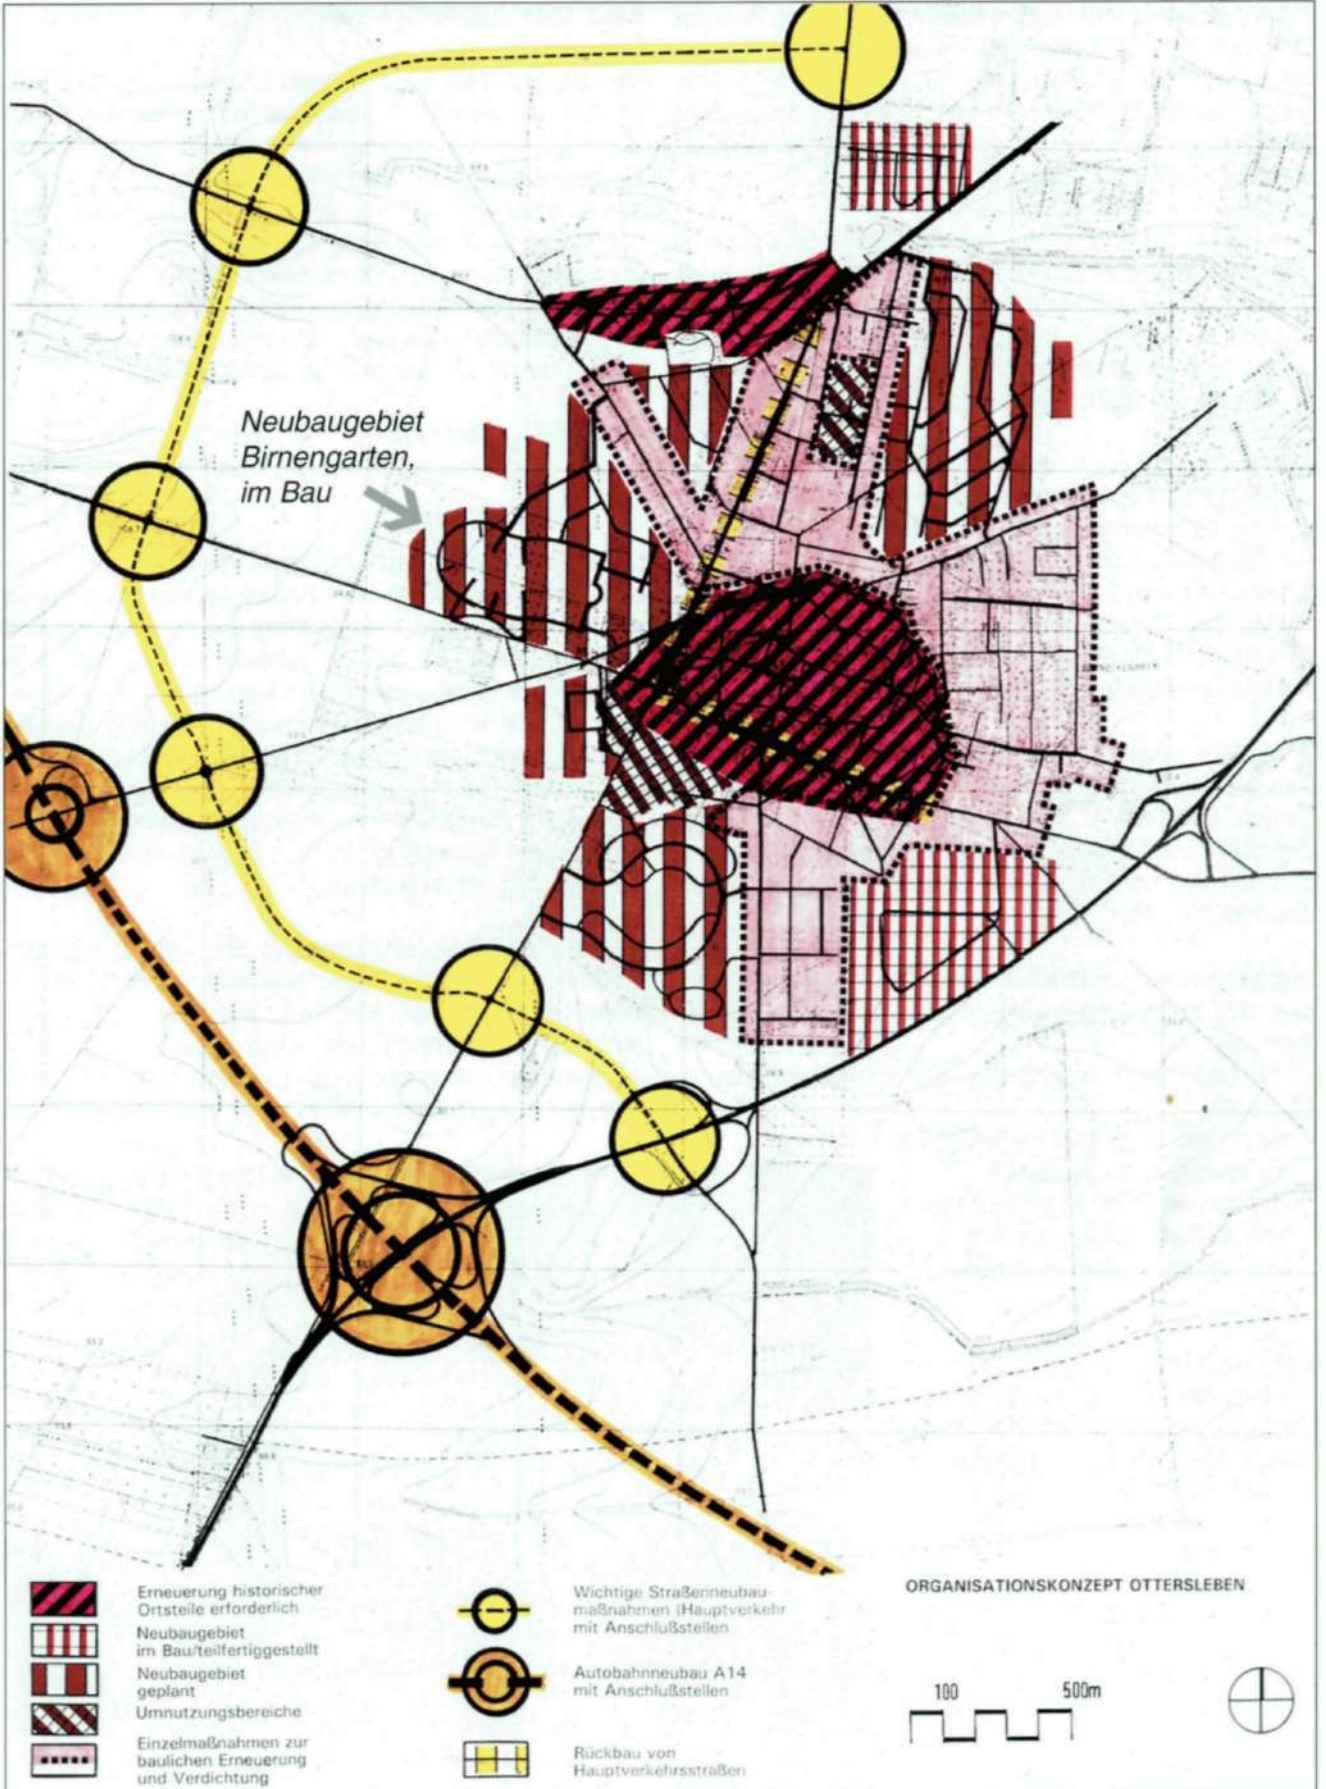 Neubaugebiet
Birnengarten,
im Bau
Erneuerung historischer
Ortsteile erforderlich
Neubaugebiet
im Bau/teilfertiggestellt
Neubaugebiet
geplant
Umnutzungsbereiche
Einzelmaßnahmen zur
baulichen Erneuerung
und Verdichtung
Wichtige Straßenneubau-
maßnahmen (Hauptverkehr
mit Anschlußstellen
Autobahnneubau A14
mit Anschlußstellen
Rückbau von
Hauptverkehrsstraßen
ORGANISATIONSKONZEPT OTTERSLEBEN
100 500m